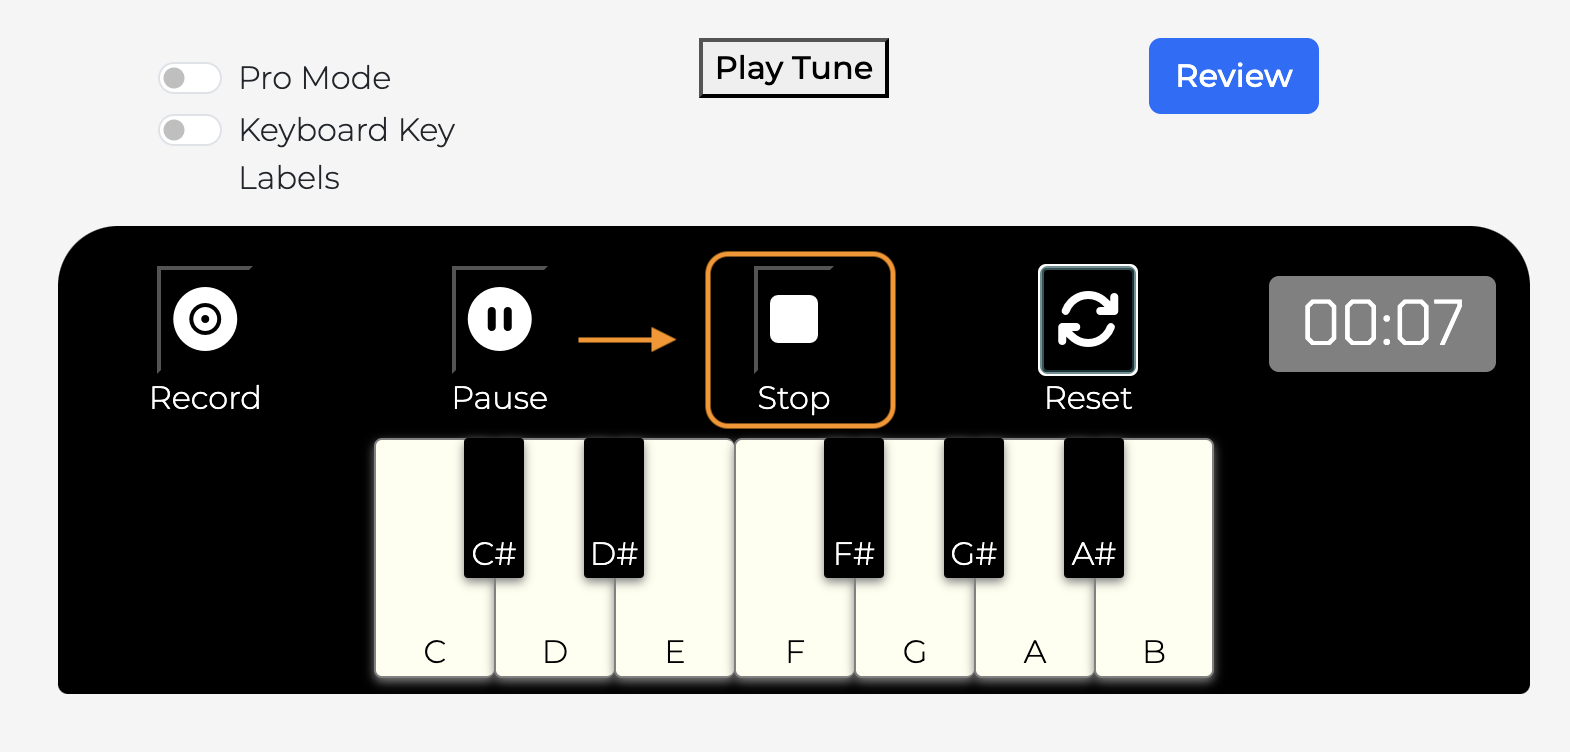 Pro Mode
Keyboard Key
Labels
Play Tune
Review
Record
Pause
Stop
Reset
00:07
C# D# F# G# A#
C D E F G A B